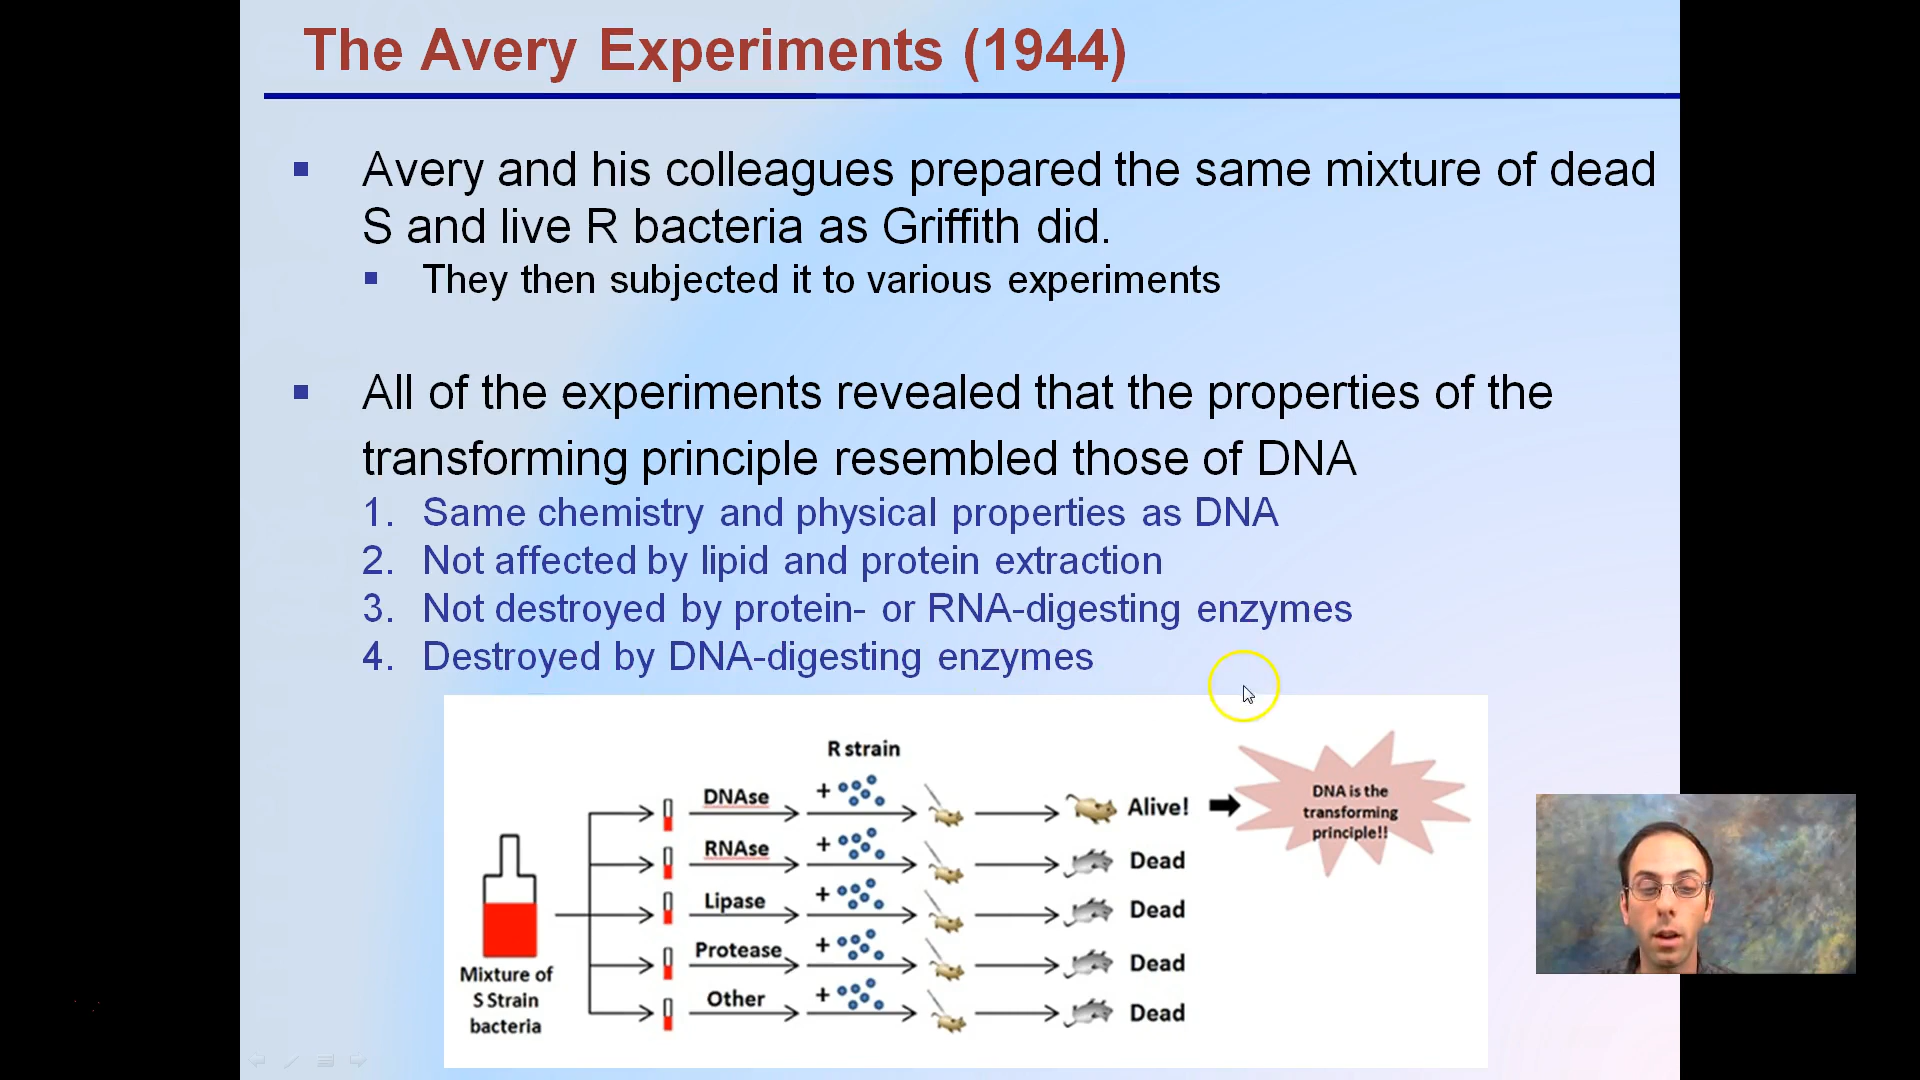 The Avery Experiments (1944)
Avery and his colleagues prepared the same mixture of dead
S and live R bacteria as Griffith did.
They then subjected it to various experiments
All of the experiments revealed that the properties of the
transforming principle resembled those of DNA
1. Same chemistry and physical properties as DNA
2. Not affected by lipid and protein extraction
3. Not destroyed by protein- or RNA-digesting enzymes
4. Destroyed by DNA-digesting enzymes
R strain
DNAse + Alive!
RNAse + Dead
Lipase + Dead
Protease + Dead
Other + Dead
Mixture of
S Strain
bacteria
DNA is the
transforming
principle!!